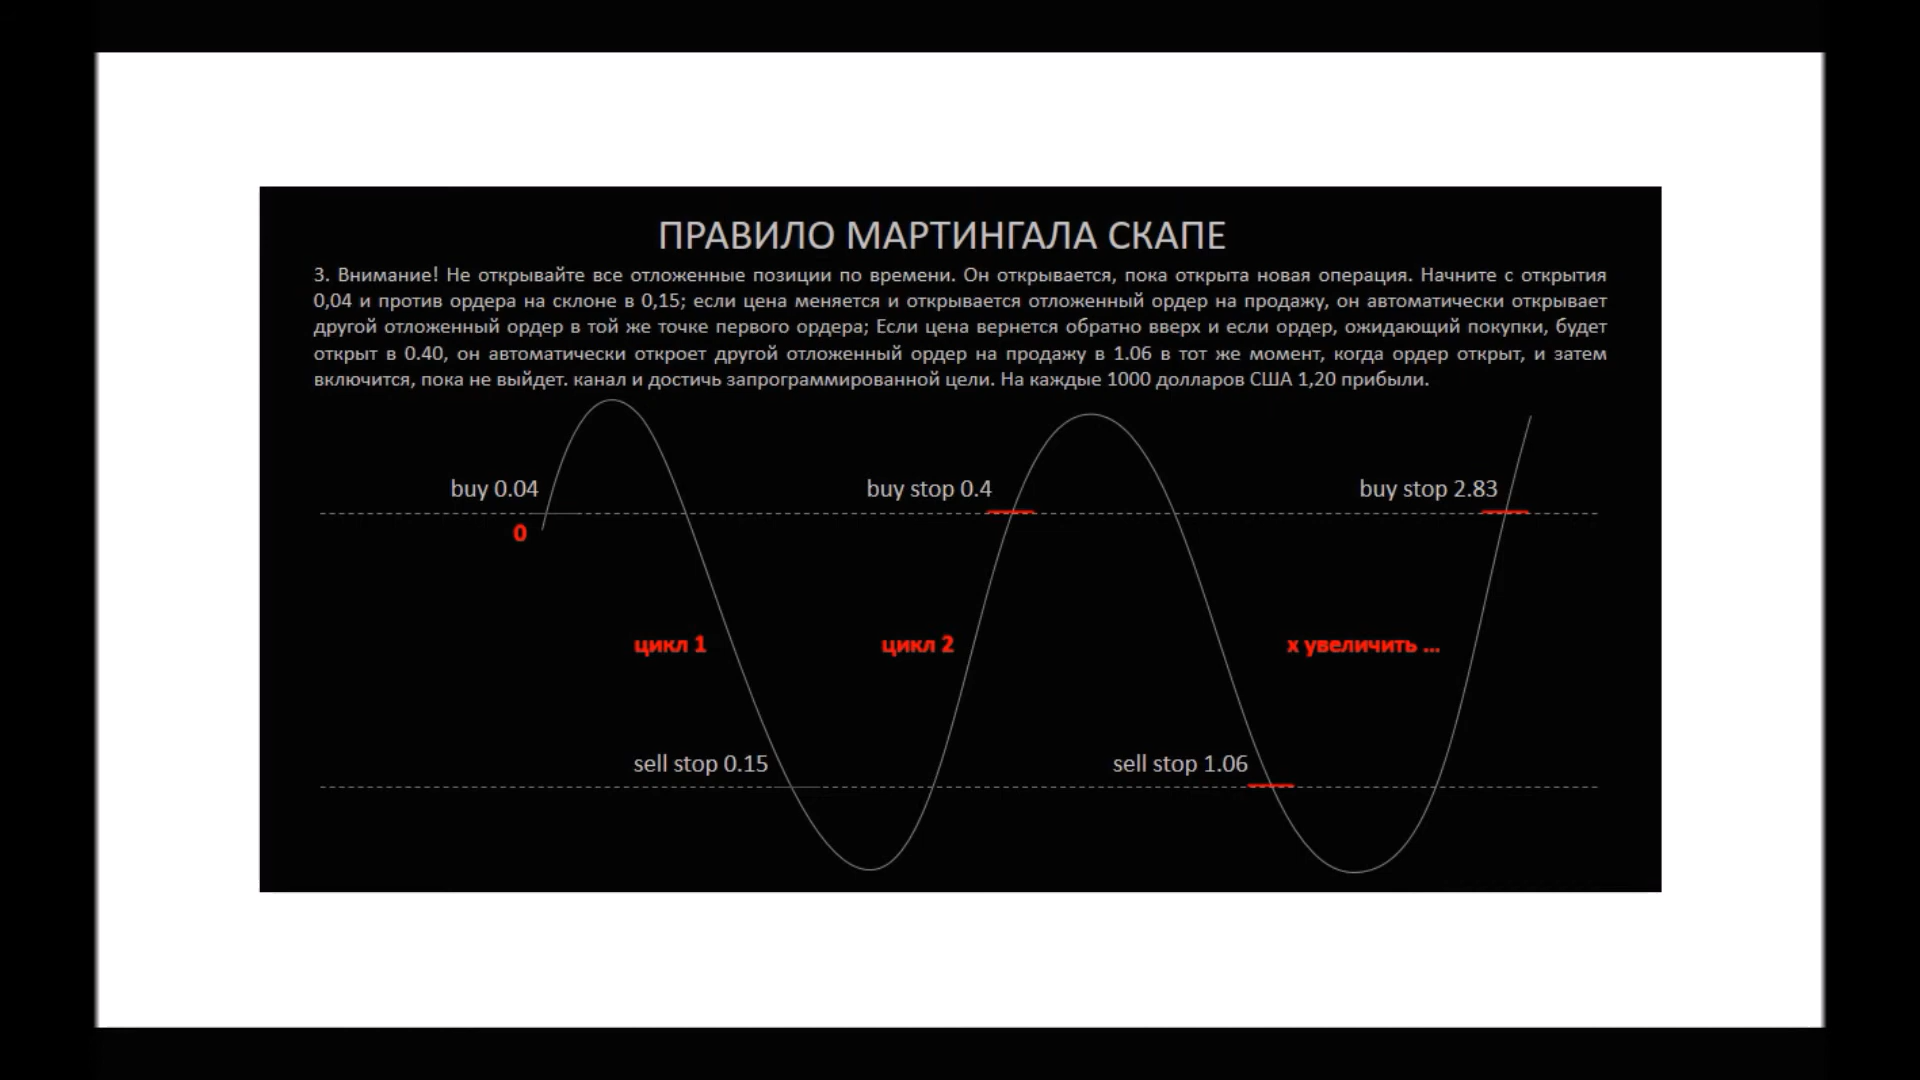 ПРАВИЛО МАРТИНГАЛА СКАПЕ
3. Внимание! Не открывайте все отложенные позиции по времени. Он открывается, пока открыта новая операция. Начните с открытия
0,04 и против ордера на склоне в 0,15; если цена меняется и открывается отложенный ордер на продажу, он автоматически открывает
другой отложенный ордер в той же точке первого ордера; Если цена вернется обратно вверх и если ордер, ожидающий покупки, будет
открыт в 0.40, он автоматически откроет другой отложенный ордер на продажу в 1.06 в тот же момент, когда ордер открыт, и затем
включится, пока не выйдет. канал и достичь запрограммированной цели. На каждые 1000 долларов США 1,20 прибыли.
buy 0.04
buy stop 0.4
buy stop 2.83
0
цикл 1
цикл 2
х увеличить ...
sell stop 0.15
sell stop 1.06